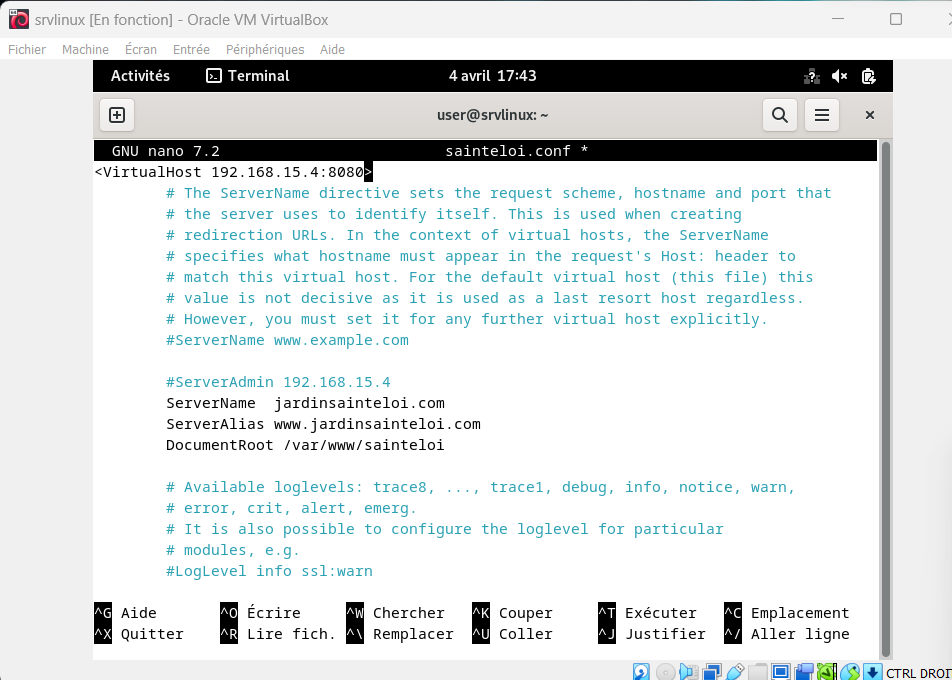 srvlinux [En fonction] - Oracle VM VirtualBox
Fichier Machine Écran Entrée Périphériques Aide
Activités Terminal 4 avril 17:43
user@srvlinux: ~
GNU nano 7.2 sainteloi.conf *
<VirtualHost 192.168.15.4:8080>
# The ServerName directive sets the request scheme, hostname and port that
# the server uses to identify itself. This is used when creating
# redirection URLs. In the context of virtual hosts, the ServerName
# specifies what hostname must appear in the request's Host: header to
# match this virtual host. For the default virtual host (this file) this
# value is not decisive as it is used as a last resort host regardless.
# However, you must set it for any further virtual host explicitly.
#ServerName www.example.com
#ServerAdmin 192.168.15.4
ServerName  jardinsainteloi.com
ServerAlias www.jardinsainteloi.com
DocumentRoot /var/www/sainteloi
# Available loglevels: trace8, ..., trace1, debug, info, notice, warn,
# error, crit, alert, emerg.
# It is also possible to configure the loglevel for particular
# modules, e.g.
#LogLevel info ssl:warn
^G Aide ^O Écrire ^W Chercher ^K Couper ^T Exécuter ^C Emplacement
^X Quitter ^R Lire fich. ^\ Remplacer ^U Coller ^J Justifier ^/ Aller ligne
CTRL DROI